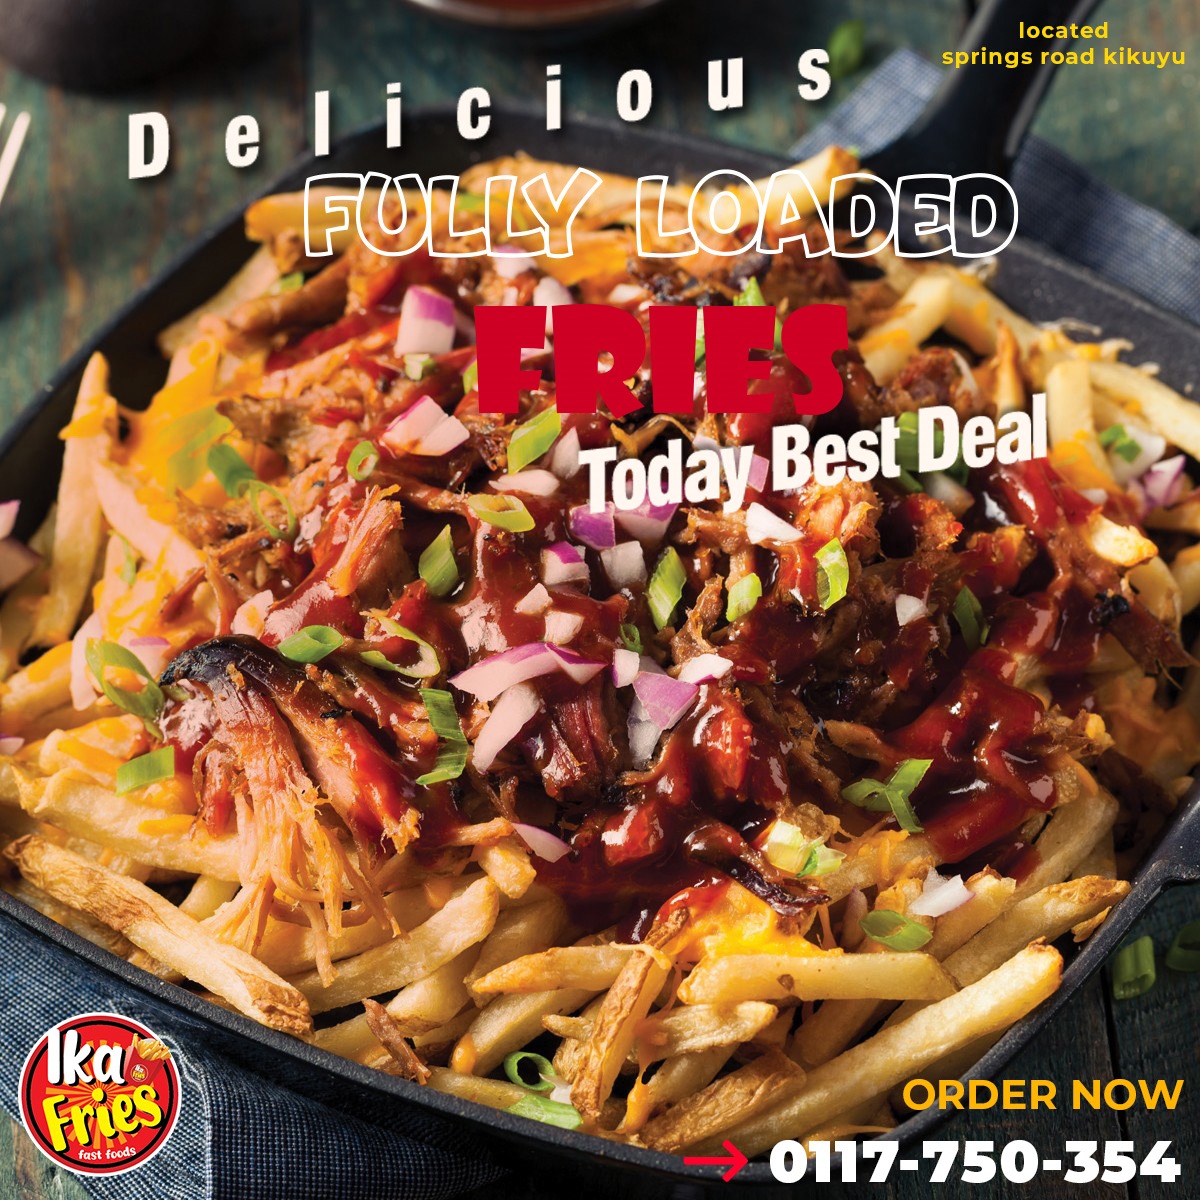 located
springs road kikuyu
Delicious
FULLY LOADED
FRIES
Today Best Deal
Ika
Fries
fast foods
ORDER NOW
0117-750-354